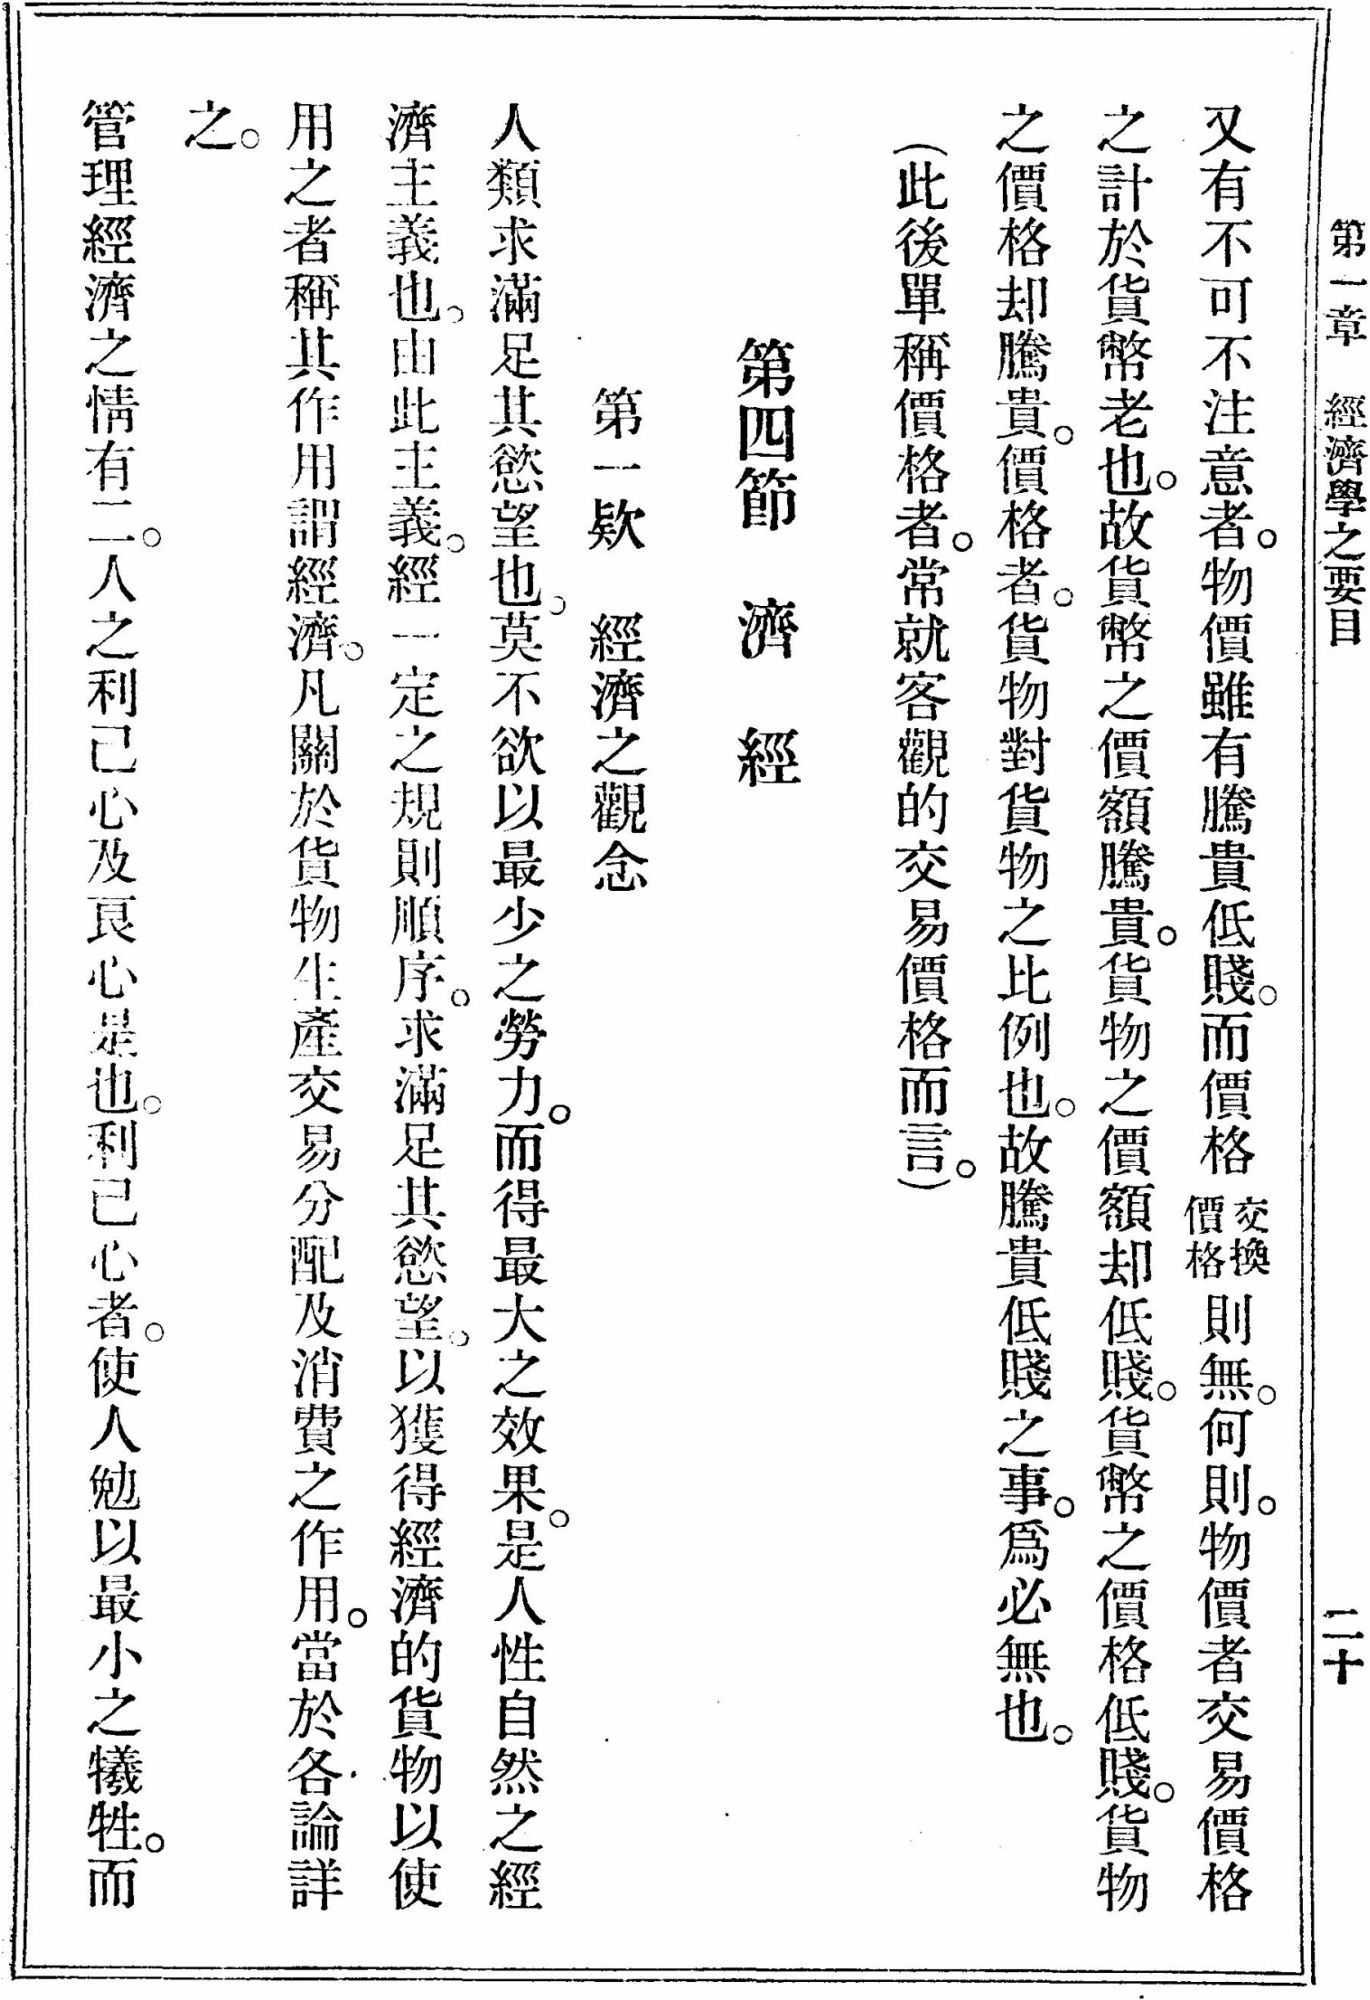 第一章　經濟學之要目
二十
又有不可不注意者。物價雖有騰貴低賤。而價格交換價格則無。何則。物價者交易價格
之計於貨幣老也。故貨幣之價額騰貴。貨物之價額却低賤。貨幣之價格低賤。貨物
之價格却騰貴。價格者。貨物對貨物之比例也。故騰貴低賤之事。爲必無也。
（此後單稱價格者。常就客觀的交易價格而言。）
第四節　濟　經
第一欵　經濟之觀念
人類求滿足其慾望也。莫不欲以最少之勞力。而得最大之效果。是人性自然之經
濟主義也。由此主義。經一定之規則順序。求滿足其慾望。以獲得經濟的貨物以使
用之者稱其作用謂經濟。凡關於貨物生產交易分配及消費之作用。當於各論詳
之。
管理經濟之情有二。人之利己心及良心是也。利己心者。使人勉以最小之犧牲。而